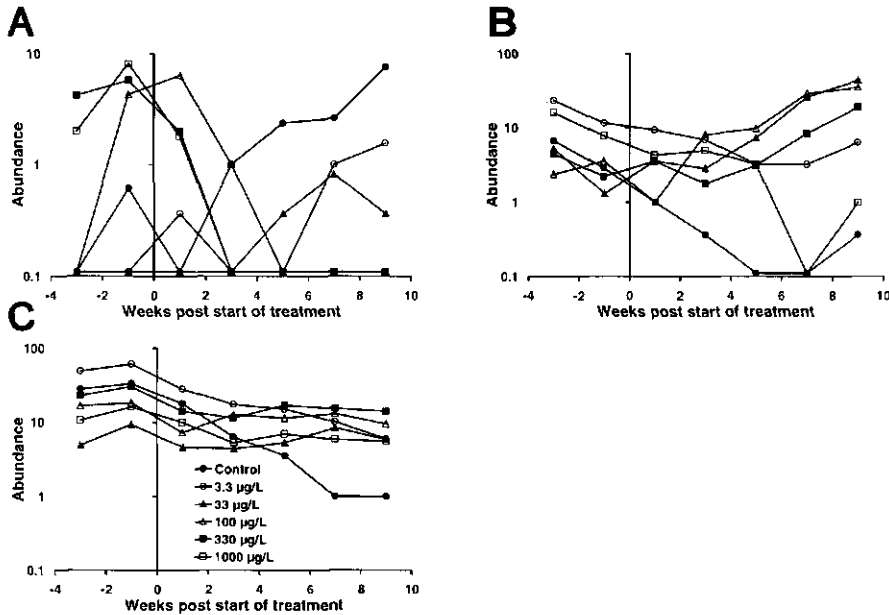 A
Abundance
10
1
0.1
-4 -2 0 2 4 6 8 10
Weeks post start of treatment
B
Abundance
100
10
1
0.1
-4 -2 0 2 4 6 8 10
Weeks post start of treatment
C
Abundance
100
10
1
0.1
Control
3.3 µg/L
33 µg/L
100 µg/L
330 µg/L
1000 µg/L
-4 -2 0 2 4 6 8 10
Weeks post start of treatment